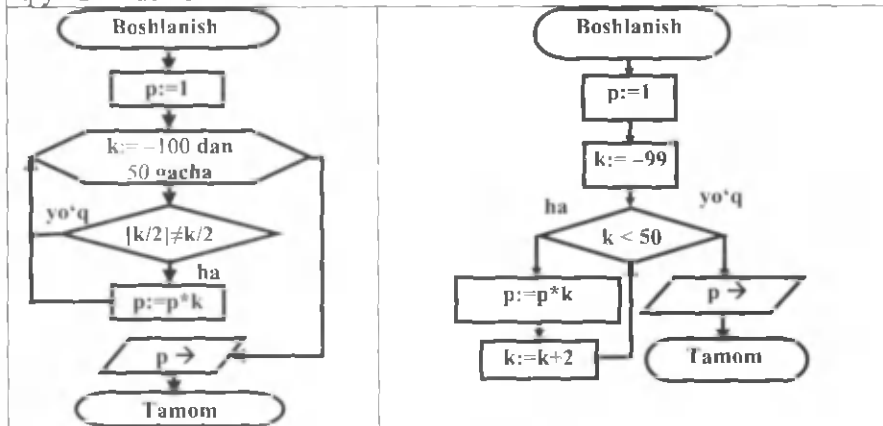 Boshlanish
p:=1
k:= –100 dan
50 gacha
yo‘q
[k/2]≠k/2
ha
p:=p*k
p →
Tamom
Boshlanish
p:=1
k:= –99
ha
yo‘q
k < 50
p:=p*k
p →
k:=k+2
Tamom